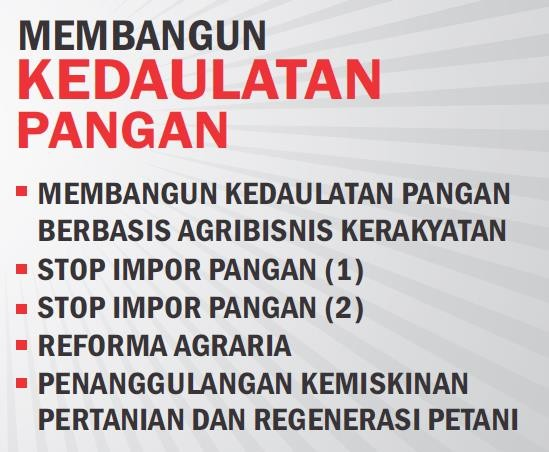 MEMBANGUN
KEDAULATAN
PANGAN
MEMBANGUN KEDAULATAN PANGAN
BERBASIS AGRIBISNIS KERAKYATAN
STOP IMPOR PANGAN (1)
STOP IMPOR PANGAN (2)
REFORMA AGRARIA
PENANGGULANGAN KEMISKINAN
PERTANIAN DAN REGENERASI PETANI